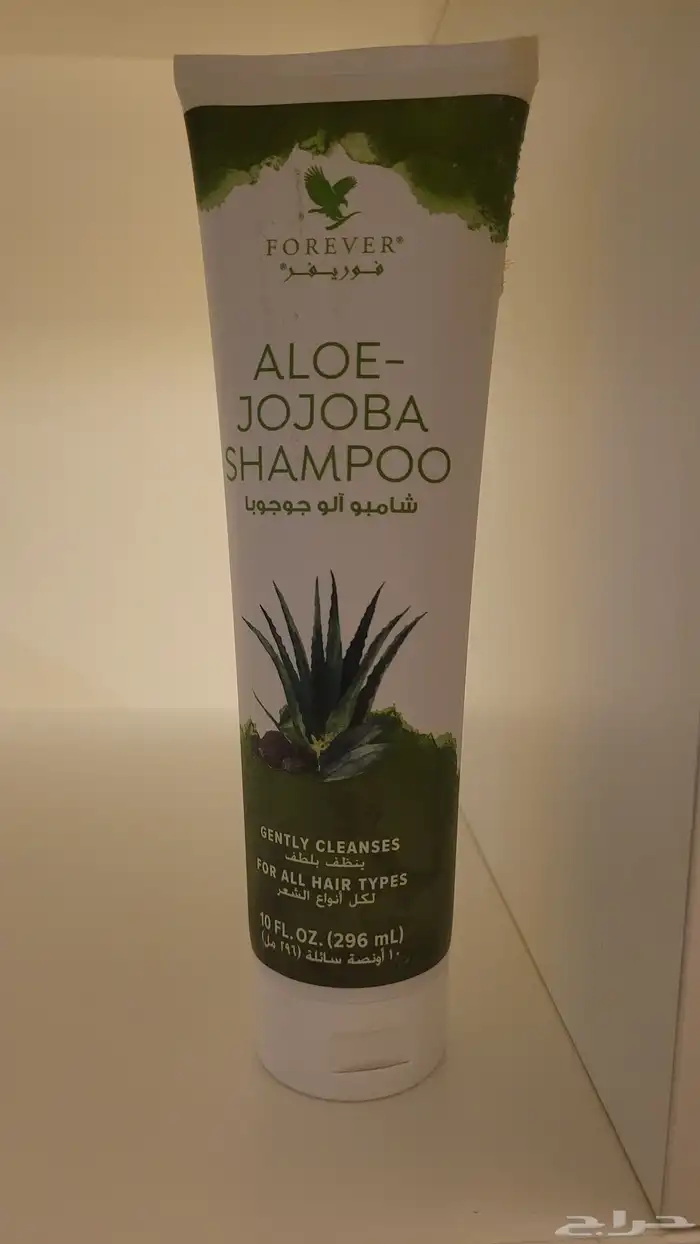 FOREVER®
فوريفر®
ALOE-
JOJOBA
SHAMPOO
شامبو آلو جوجوبا
GENTLY CLEANSES
ينظف بلطف
FOR ALL HAIR TYPES
لكل أنواع الشعر
10 FL. OZ. (296 mL)
١٠ أونصة سائلة (٢٩٦ مل)
حراج